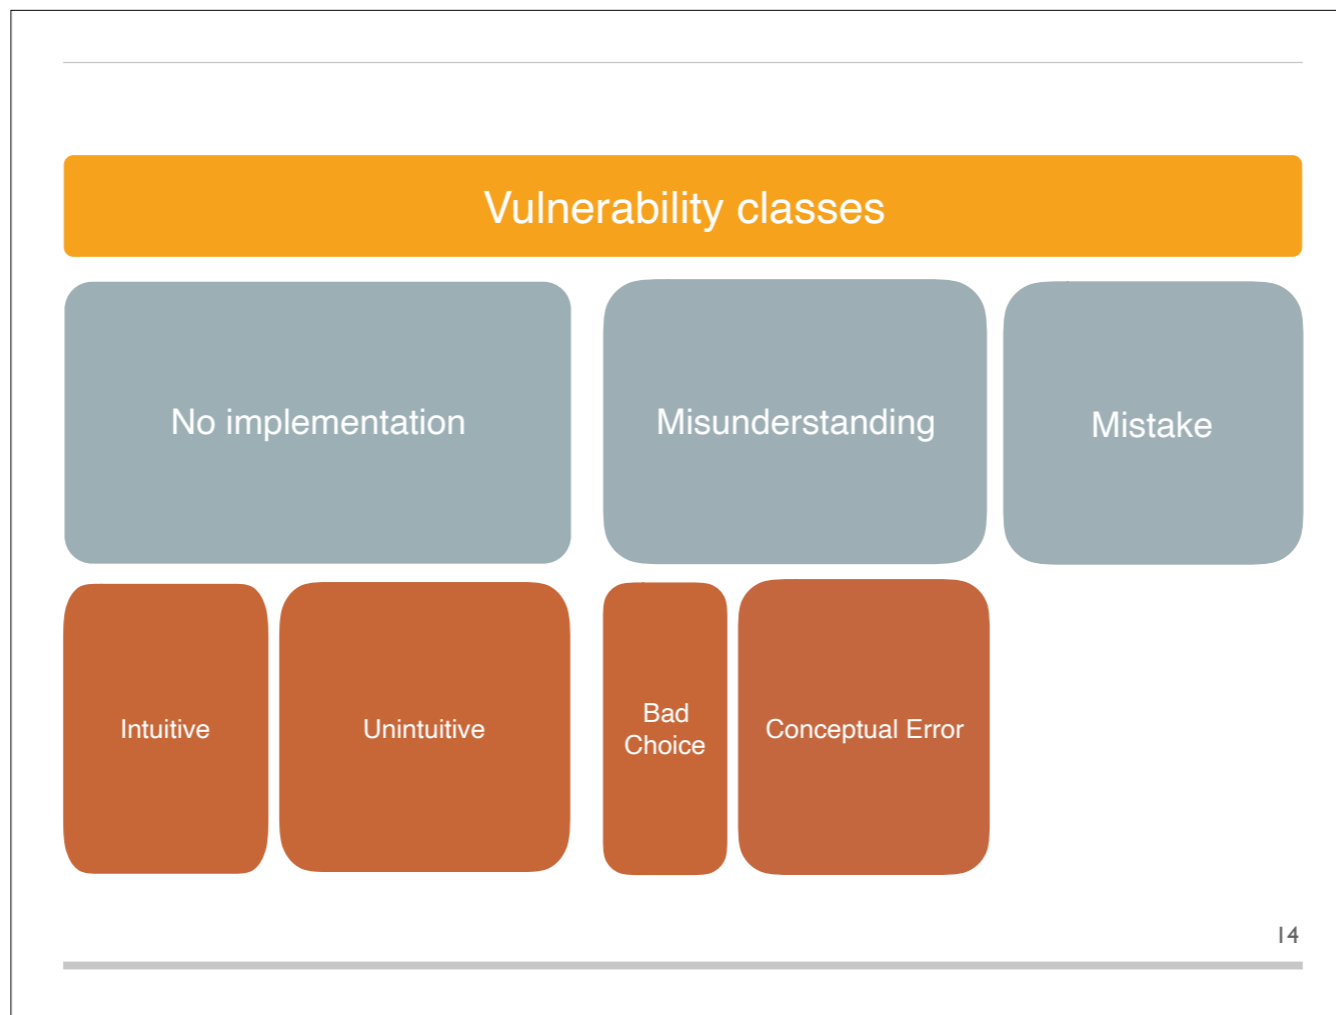 Vulnerability classes
No implementation
Misunderstanding
Mistake
Intuitive
Unintuitive
Bad
Choice
Conceptual Error
14